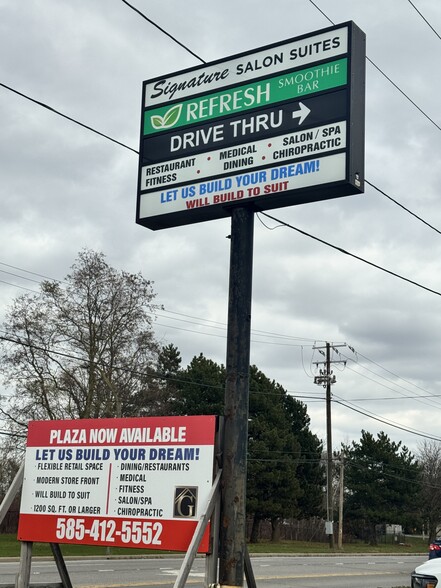 Signature SALON SUITES
REFRESH SMOOTHIE BAR
DRIVE THRU →
RESTAURANT • MEDICAL • SALON / SPA
FITNESS DINING CHIROPRACTIC
LET US BUILD YOUR DREAM!
WILL BUILD TO SUIT
PLAZA NOW AVAILABLE
LET US BUILD YOUR DREAM!
· FLEXIBLE RETAIL SPACE
· MODERN STORE FRONT
· WILL BUILD TO SUIT
· 1200 SQ FT. OR LARGER
· DINING/RESTAURANTS
· MEDICAL
· FITNESS
· SALON/SPA
· CHIROPRACTIC
G
585-412-5552